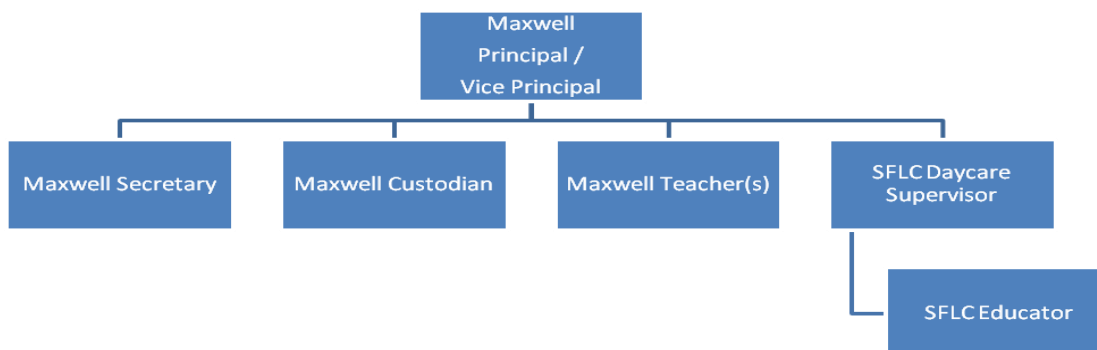 Maxwell
Principal /
Vice Principal
Maxwell Secretary
Maxwell Custodian
Maxwell Teacher(s)
SFLC Daycare
Supervisor
SFLC Educator